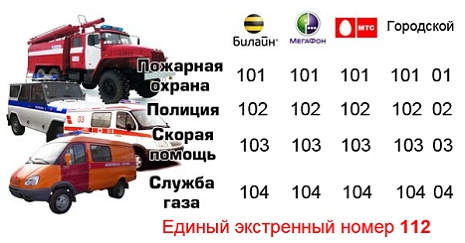 Билайн МЕГАФОН МТС Городской
Пожарная охрана 101 101 101 101 01
Полиция 102 102 102 102 02
Скорая помощь 103 103 103 103 03
Служба газа 104 104 104 104 04
03
Единый экстренный номер 112